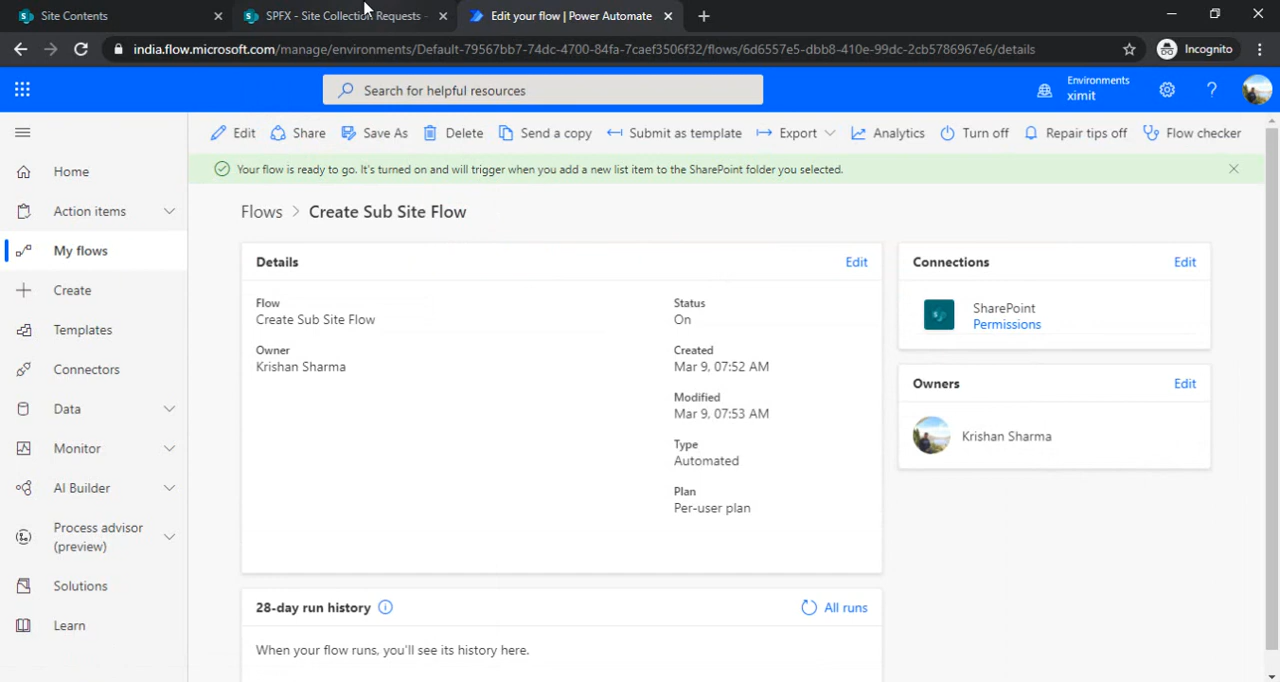 Site Contents
SPFX - Site Collection Requests -
Edit your flow | Power Automate
india.flow.microsoft.com/manage/environments/Default-79567bb7-74dc-4700-84fa-7caef3506f32/flows/6d6557e5-dbb8-410e-99dc-2cb5786967e6/details
Incognito
Search for helpful resources
Environments
ximit
Edit
Share
Save As
Delete
Send a copy
Submit as template
Export
Analytics
Turn off
Repair tips off
Flow checker
Your flow is ready to go. It's turned on and will trigger when you add a new list item to the SharePoint folder you selected.
Home
Action items
My flows
Create
Templates
Connectors
Data
Monitor
AI Builder
Process advisor
(preview)
Solutions
Learn
Flows > Create Sub Site Flow
Details
Edit
Flow
Create Sub Site Flow
Owner
Krishan Sharma
Status
On
Created
Mar 9, 07:52 AM
Modified
Mar 9, 07:53 AM
Type
Automated
Plan
Per-user plan
Connections
Edit
SharePoint
Permissions
Owners
Edit
Krishan Sharma
28-day run history
All runs
When your flow runs, you'll see its history here.